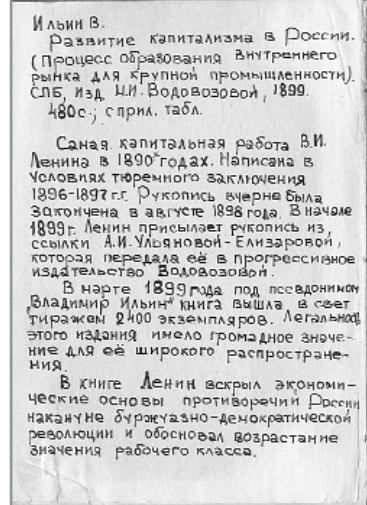 Ильин В.
Развитие капитализма в России.
(Процесс образования внутреннего
рынка для крупной промышленности).
СПБ, Изд. М.И. Водовозовой, 1899.
480с.; с прил. табл.
Самая капитальная работа В.И.
Ленина в 1890х годах. Написана в
условиях тюремного заключения
1896-1897 г.г. Рукопись вчерне была
закончена в августе 1898 года. В начале
1899г. Ленин присылает рукопись из
ссылки А.И. Ульяновой-Елизаровой,
которая передала её в прогрессивное
издательство Водовозовой.
В марте 1899 года под псевдонимом
„Владимир Ильин" книга вышла в свет
тиражем 2400 экземпляров. Легальность
этого издания имело громадное значе-
ние для её широкого распростране-
ния.
В книге Ленин вскрыл экономи-
ческие основы противоречий России
накануне буржуазно-демократической
революции и обосновал возрастание
значения рабочего класса.